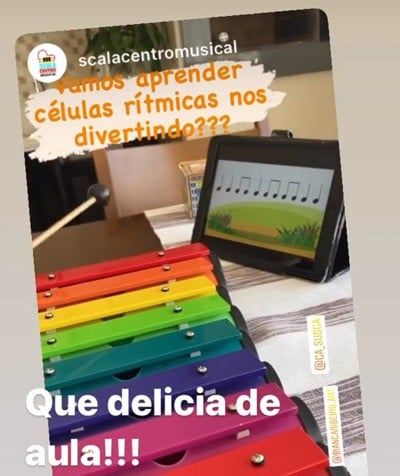 scalacentromusical
Vamos aprender
células rítmicas nos
divertindo???
@CA_SUSCA
Que delicia de
aula!!!